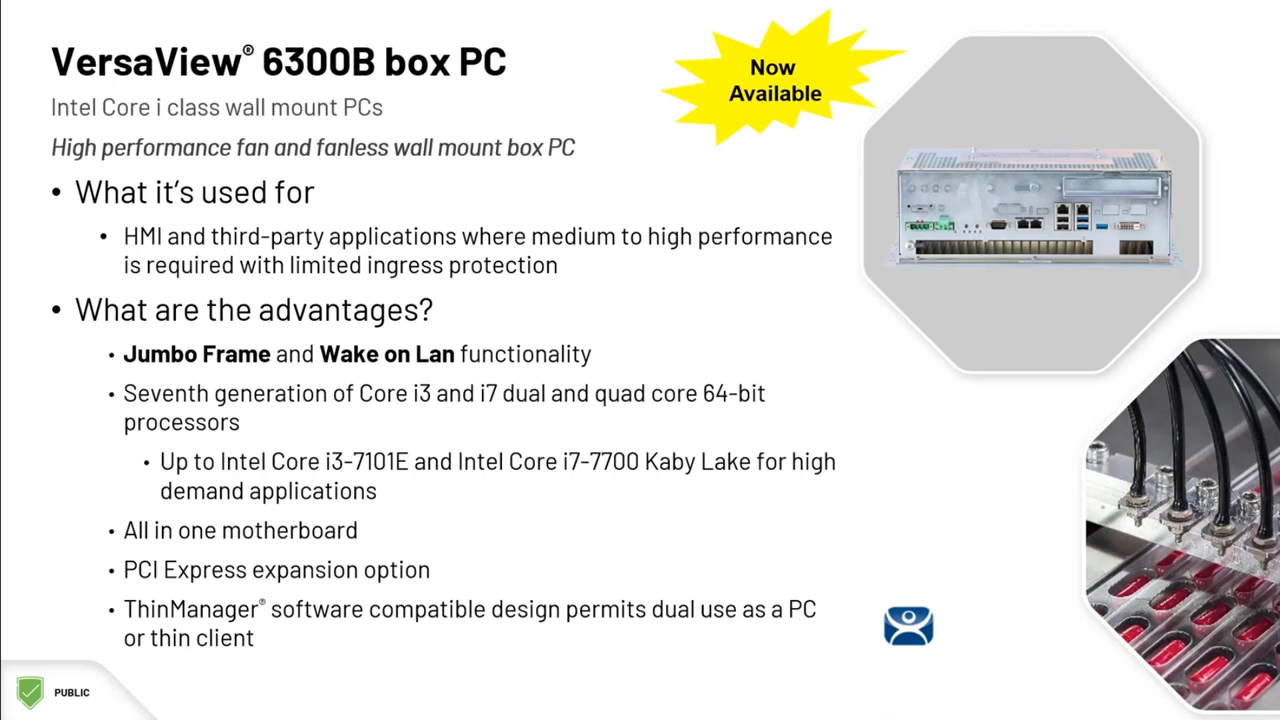 VersaView® 6300B box PC
Now
Available
Intel Core i class wall mount PCs
High performance fan and fanless wall mount box PC
• What it's used for
• HMI and third-party applications where medium to high performance
is required with limited ingress protection
• What are the advantages?
• Jumbo Frame and Wake on Lan functionality
• Seventh generation of Core i3 and i7 dual and quad core 64-bit
processors
• Up to Intel Core i3-7101E and Intel Core i7-7700 Kaby Lake for high
demand applications
• All in one motherboard
• PCI Express expansion option
• ThinManager® software compatible design permits dual use as a PC
or thin client
PUBLIC